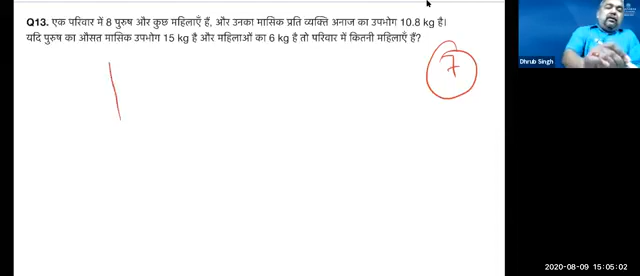 Q13. एक परिवार में 8 पुरुष और कुछ महिलाएँ हैं, और उनका मासिक प्रति व्यक्ति अनाज का उपभोग 10.8 kg है।
यदि पुरुष का औसत मासिक उपभोग 15 kg है और महिलाओं का 6 kg है तो परिवार में कितनी महिलाएँ हैं?
7
Dhrub Singh
2020-08-09 15:05:02